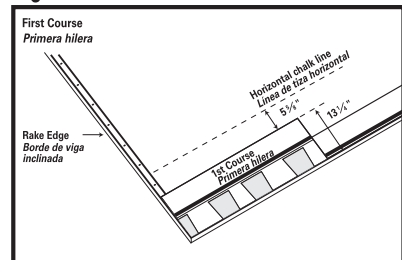 First Course
Primera hilera
Horizontal chalk line
Línea de tiza horizontal
5 5/8"
13 1/4"
Rake Edge
Borde de viga
inclinada
1st Course
Primera hilera